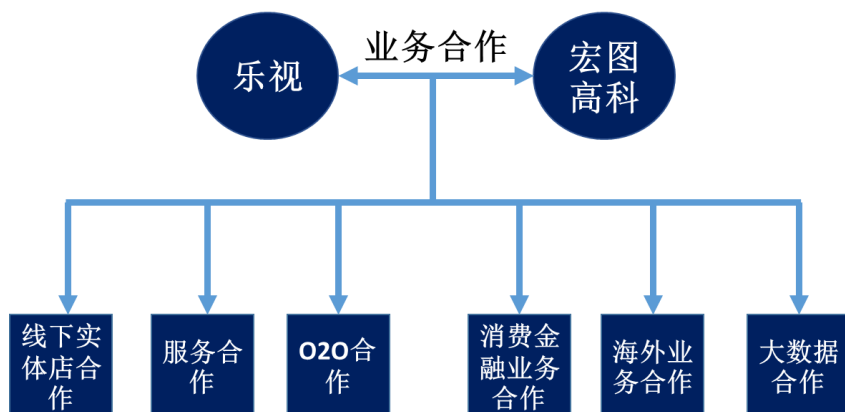 业务合作
乐视
宏图
高科
线下实
体店合
作
服务合
作
O2O合
作
消费金
融业务
合作
海外业
务合作
大数据
合作